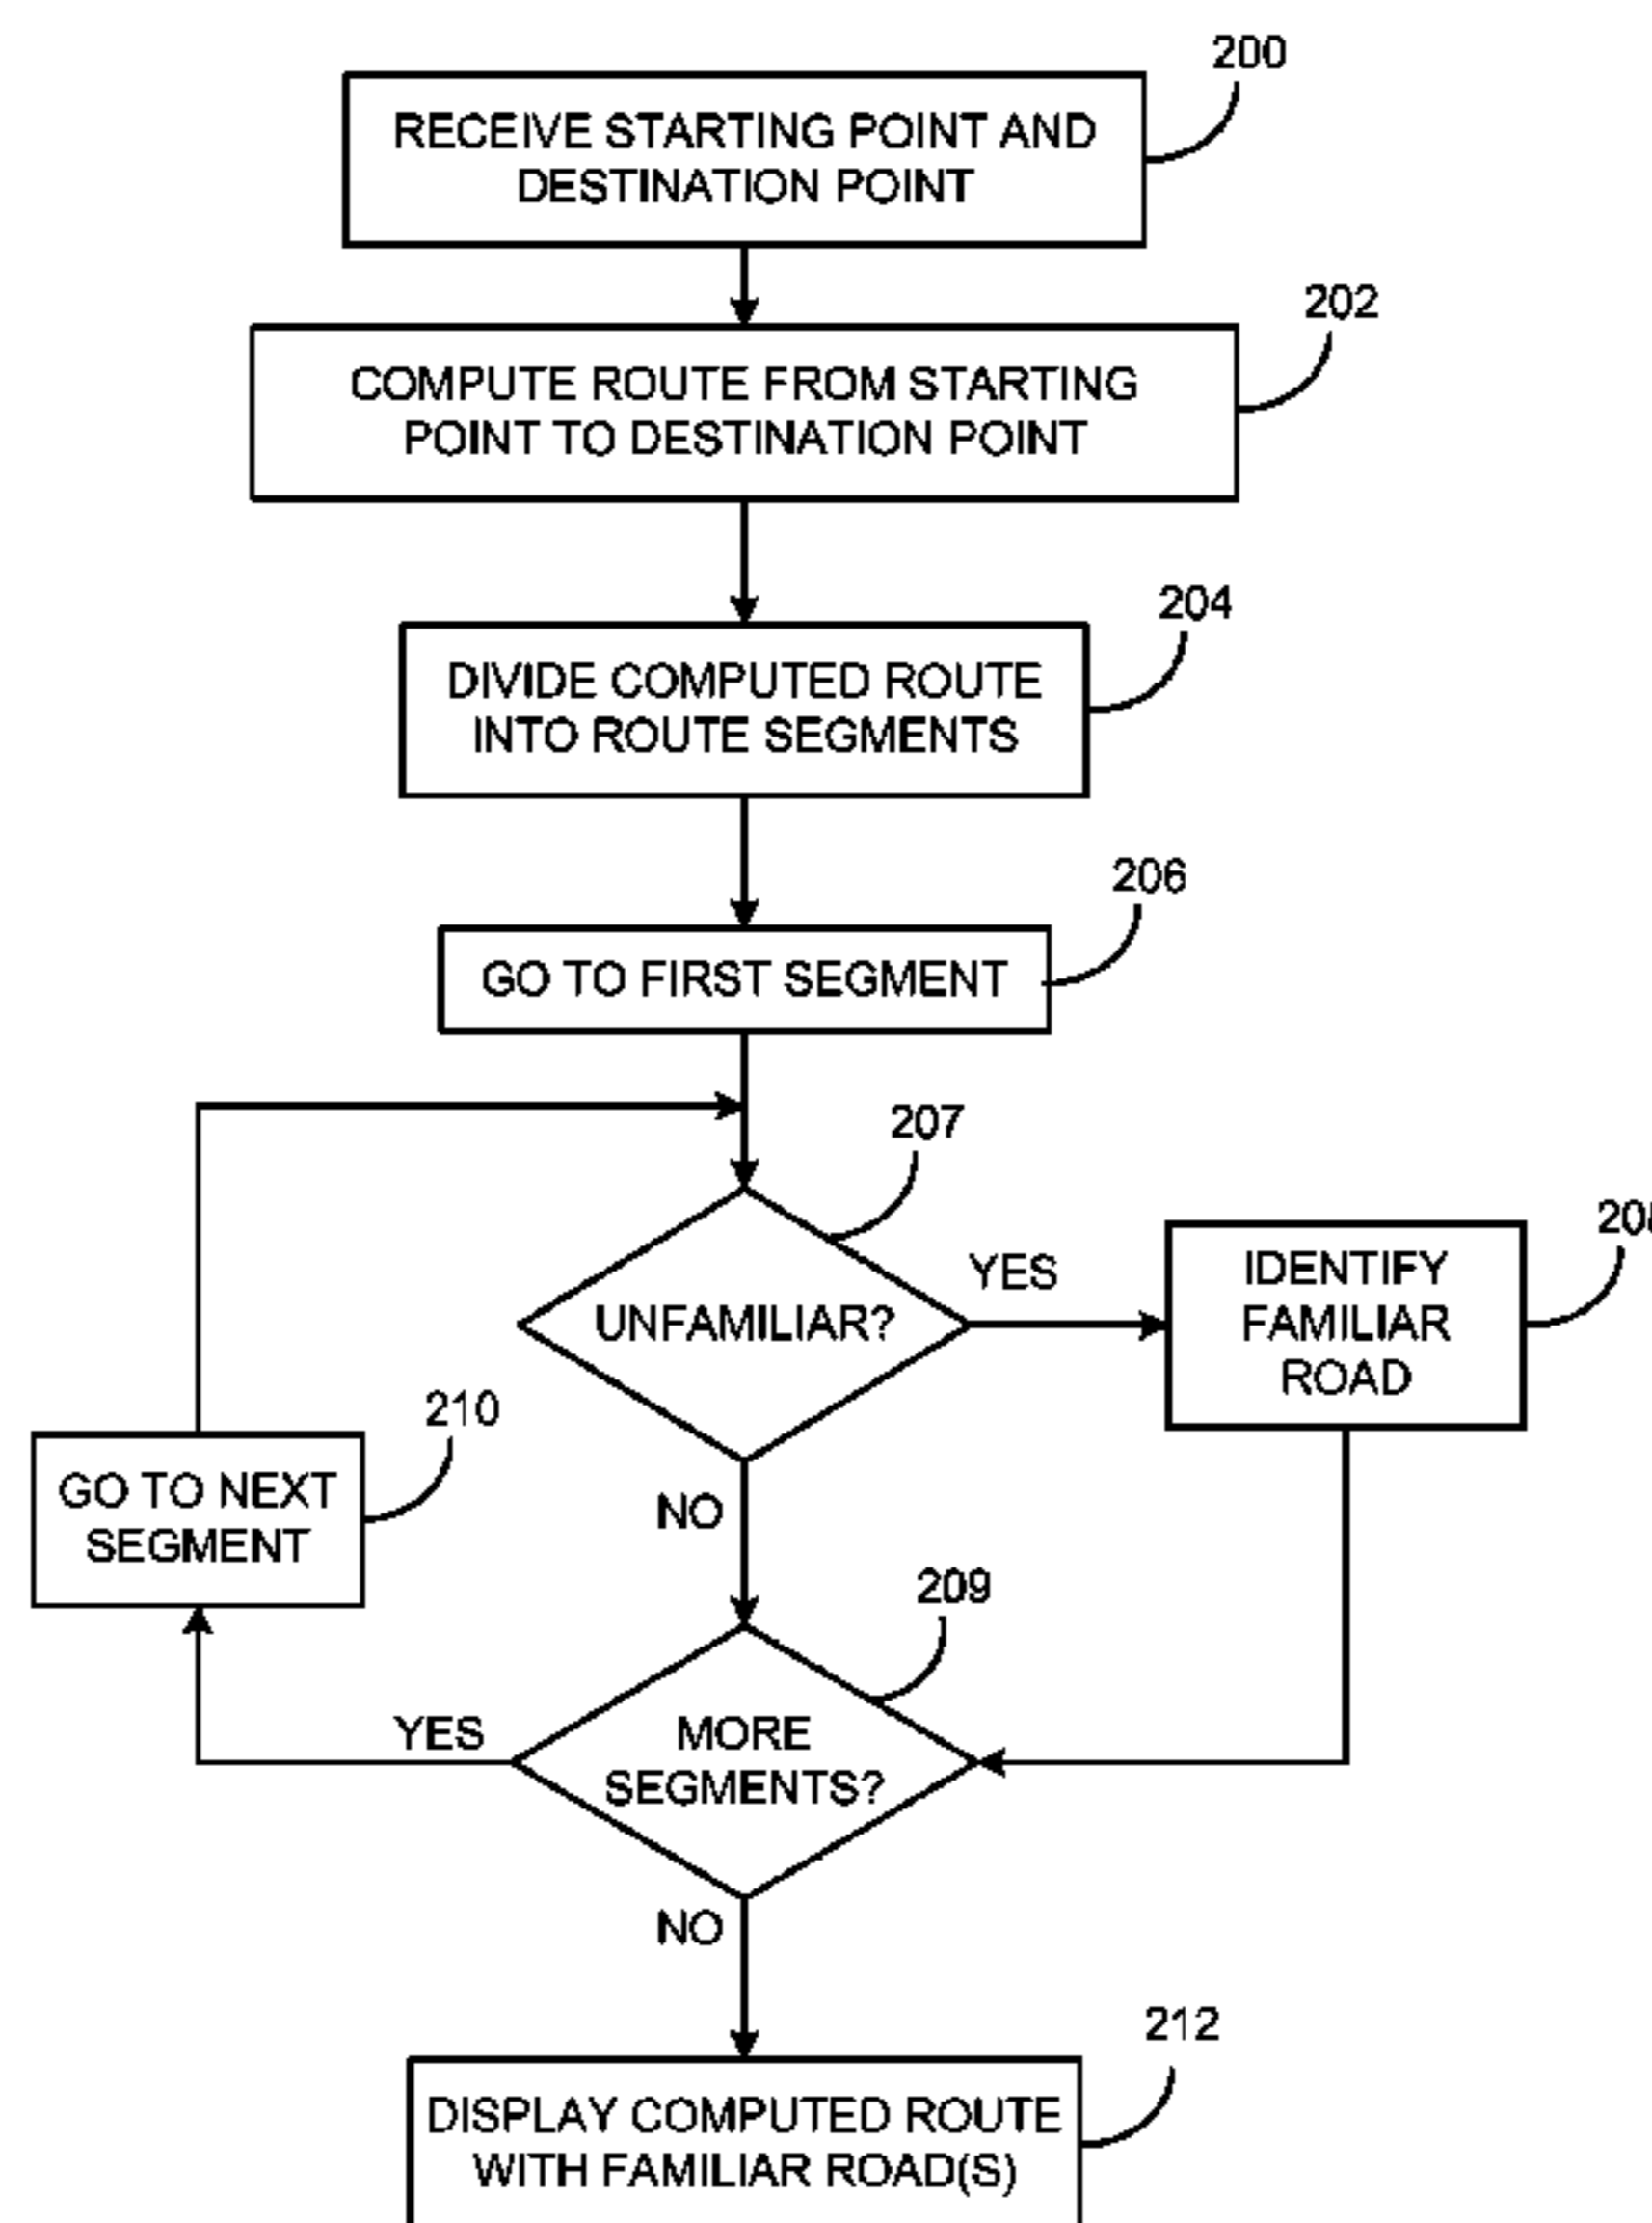 200
RECEIVE STARTING POINT AND
DESTINATION POINT
202
COMPUTE ROUTE FROM STARTING
POINT TO DESTINATION POINT
204
DIVIDE COMPUTED ROUTE
INTO ROUTE SEGMENTS
206
GO TO FIRST SEGMENT
207
UNFAMILIAR?
YES
IDENTIFY
FAMILIAR
ROAD
210
GO TO NEXT
SEGMENT
NO
209
YES
MORE
SEGMENTS?
NO
212
DISPLAY COMPUTED ROUTE
WITH FAMILIAR ROAD(S)